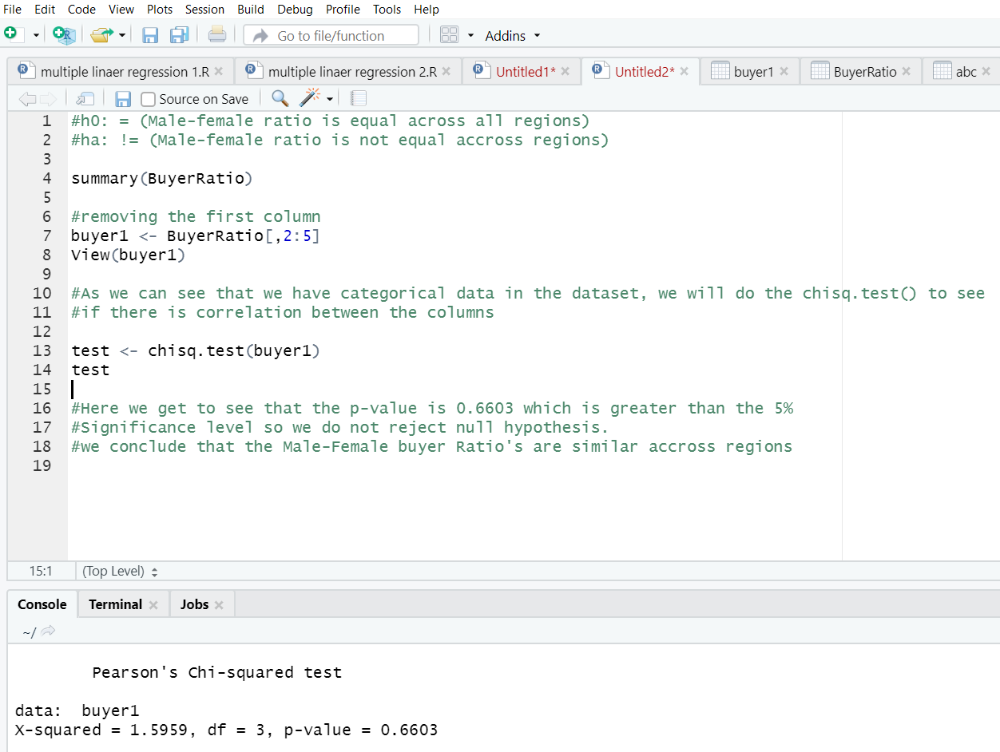 File Edit Code View Plots Session Build Debug Profile Tools Help
Go to file/function Addins
multiple linaer regression 1.R multiple linaer regression 2.R Untitled1* Untitled2* buyer1 BuyerRatio abc
Source on Save
1 #h0: = (Male-female ratio is equal across all regions)
2 #ha: != (Male-female ratio is not equal accross regions)
3
4 summary(BuyerRatio)
5
6 #removing the first column
7 buyer1 <- BuyerRatio[,2:5]
8 View(buyer1)
9
10 #As we can see that we have categorical data in the dataset, we will do the chisq.test() to see
11 #if there is correlation between the columns
12
13 test <- chisq.test(buyer1)
14 test
15
16 #Here we get to see that the p-value is 0.6603 which is greater than the 5%
17 #Significance level so we do not reject null hypothesis.
18 #we conclude that the Male-Female buyer Ratio's are similar accross regions
19
15:1 (Top Level)
Console Terminal Jobs
~/
Pearson's Chi-squared test
data: buyer1
X-squared = 1.5959, df = 3, p-value = 0.6603